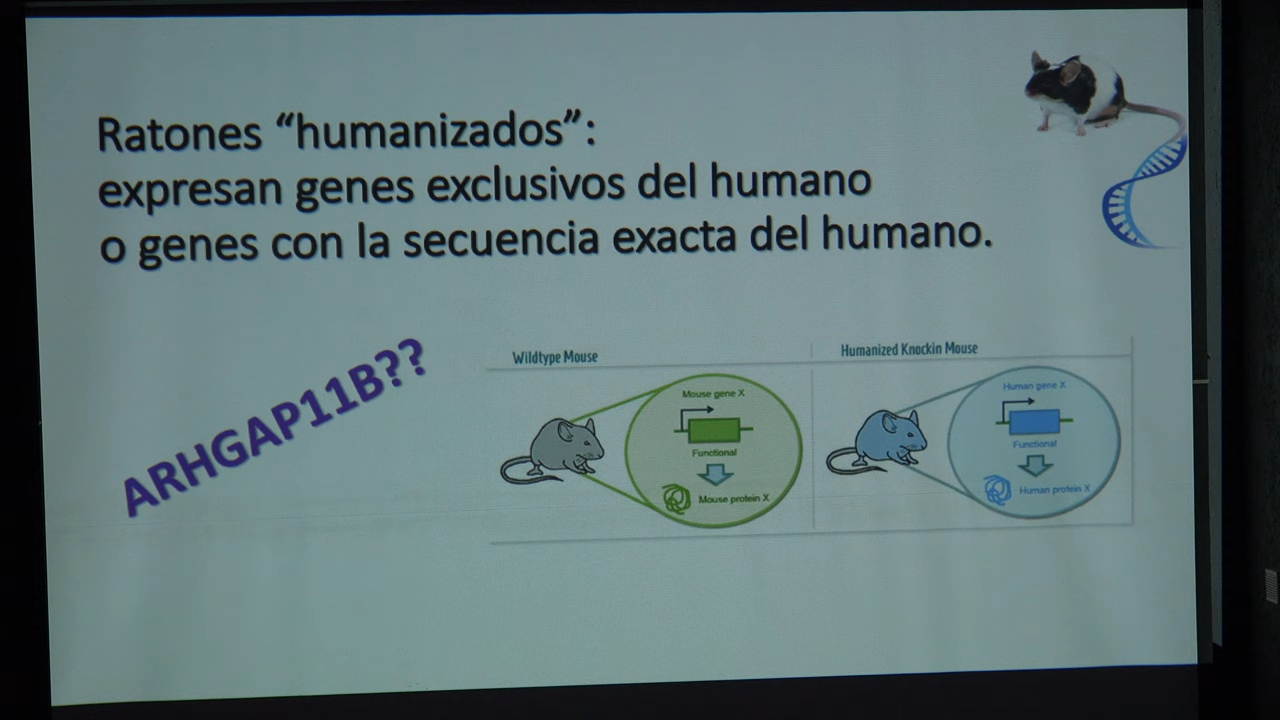 Ratones “humanizados”:
expresan genes exclusivos del humano
o genes con la secuencia exacta del humano.
ARHGAP11B??
Wildtype Mouse
Mouse gene X
Functional
Mouse protein X
Humanized Knockin Mouse
Human gene X
Functional
Human protein X